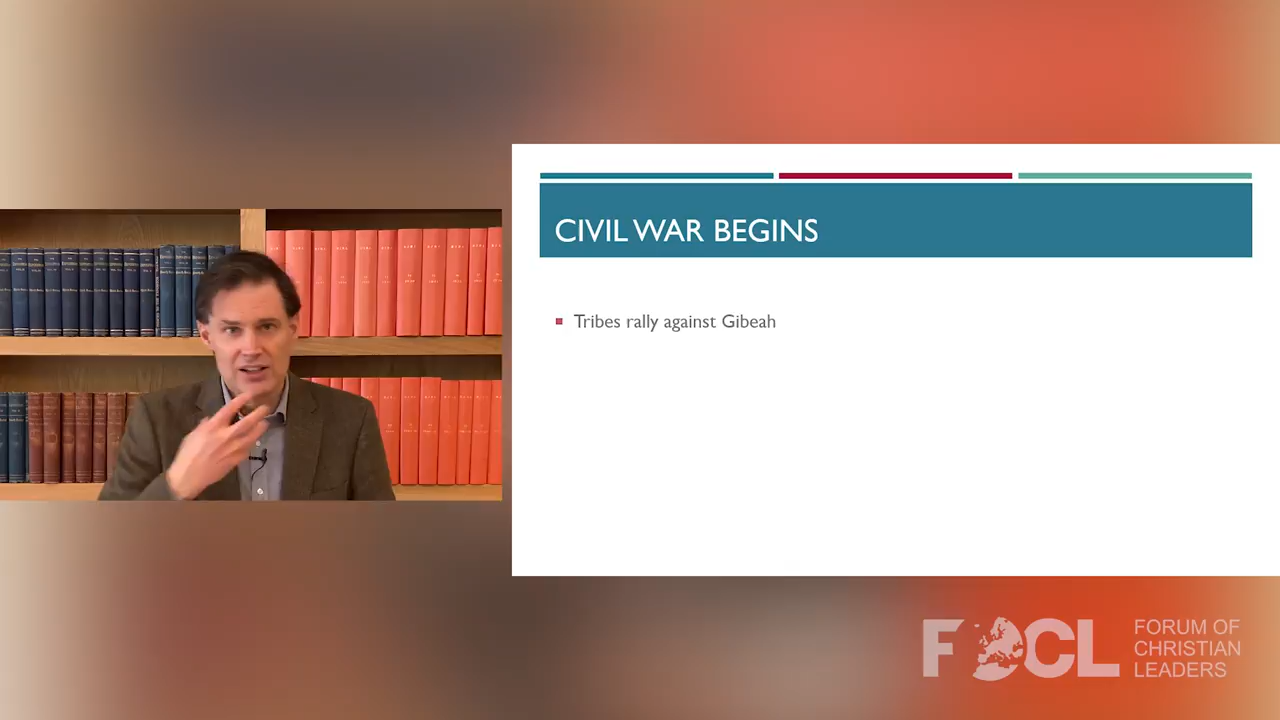 CIVIL WAR BEGINS
Tribes rally against Gibeah
FOCL
FORUM OF
CHRISTIAN
LEADERS